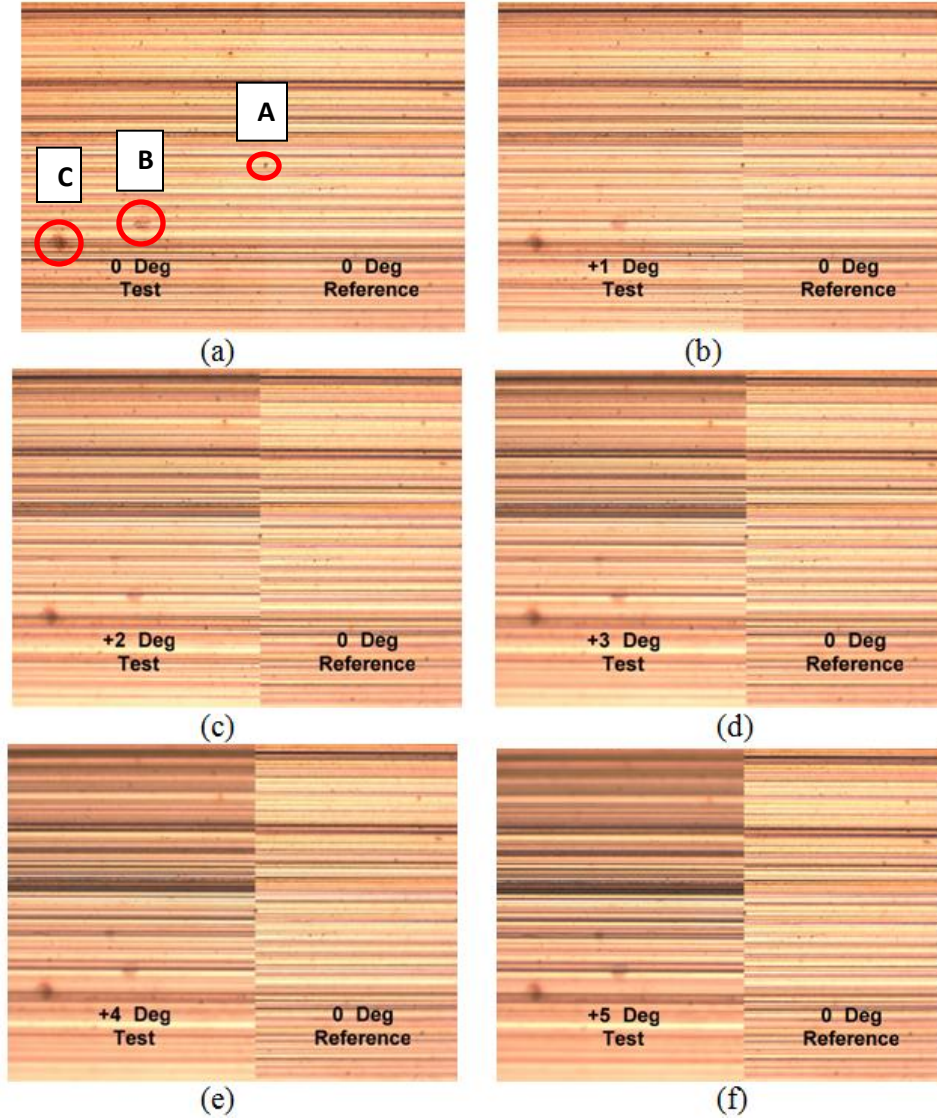 A
B
C
0 Deg
Test
0 Deg
Reference
(a)
+1 Deg
Test
0 Deg
Reference
(b)
+2 Deg
Test
0 Deg
Reference
(c)
+3 Deg
Test
0 Deg
Reference
(d)
+4 Deg
Test
0 Deg
Reference
(e)
+5 Deg
Test
0 Deg
Reference
(f)